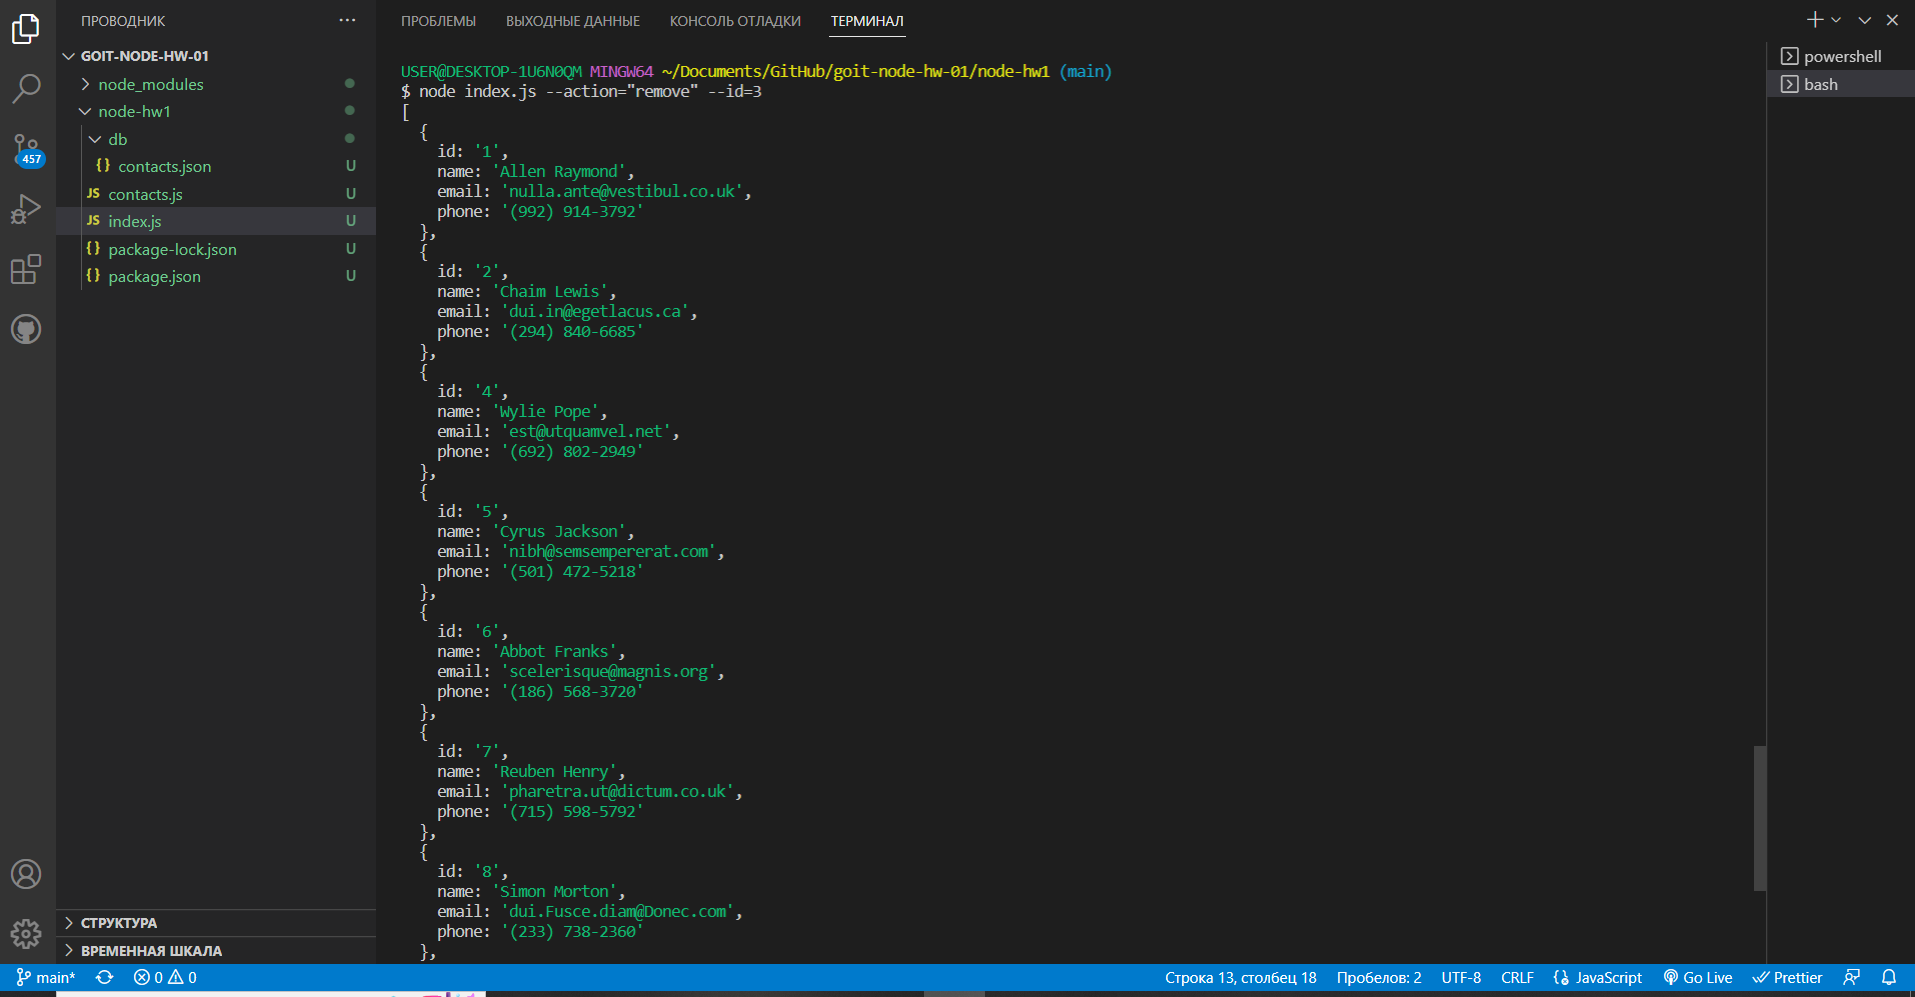 ПРОВОДНИК
ПРОБЛЕМЫ ВЫХОДНЫЕ ДАННЫЕ КОНСОЛЬ ОТЛАДКИ ТЕРМИНАЛ
GOIT-NODE-HW-01
node_modules
node-hw1
db
contacts.json U
contacts.js U
index.js U
package-lock.json U
package.json U
457
СТРУКТУРА
ВРЕМЕННАЯ ШКАЛА
USER@DESKTOP-1U6N0QM MINGW64 ~/Documents/GitHub/goit-node-hw-01/node-hw1 (main)
$ node index.js --action="remove" --id=3
[
{
id: '1',
name: 'Allen Raymond',
email: 'nulla.ante@vestibul.co.uk',
phone: '(992) 914-3792'
},
{
id: '2',
name: 'Chaim Lewis',
email: 'dui.in@egetlacus.ca',
phone: '(294) 840-6685'
},
{
id: '4',
name: 'Wylie Pope',
email: 'est@utquamvel.net',
phone: '(692) 802-2949'
},
{
id: '5',
name: 'Cyrus Jackson',
email: 'nibh@semsempererat.com',
phone: '(501) 472-5218'
},
{
id: '6',
name: 'Abbot Franks',
email: 'scelerisque@magnis.org',
phone: '(186) 568-3720'
},
{
id: '7',
name: 'Reuben Henry',
email: 'pharetra.ut@dictum.co.uk',
phone: '(715) 598-5792'
},
{
id: '8',
name: 'Simon Morton',
email: 'dui.Fusce.diam@Donec.com',
phone: '(233) 738-2360'
},
powershell
bash
main* 0 0 Строка 13, столбец 18 Пробелов: 2 UTF-8 CRLF JavaScript Go Live Prettier